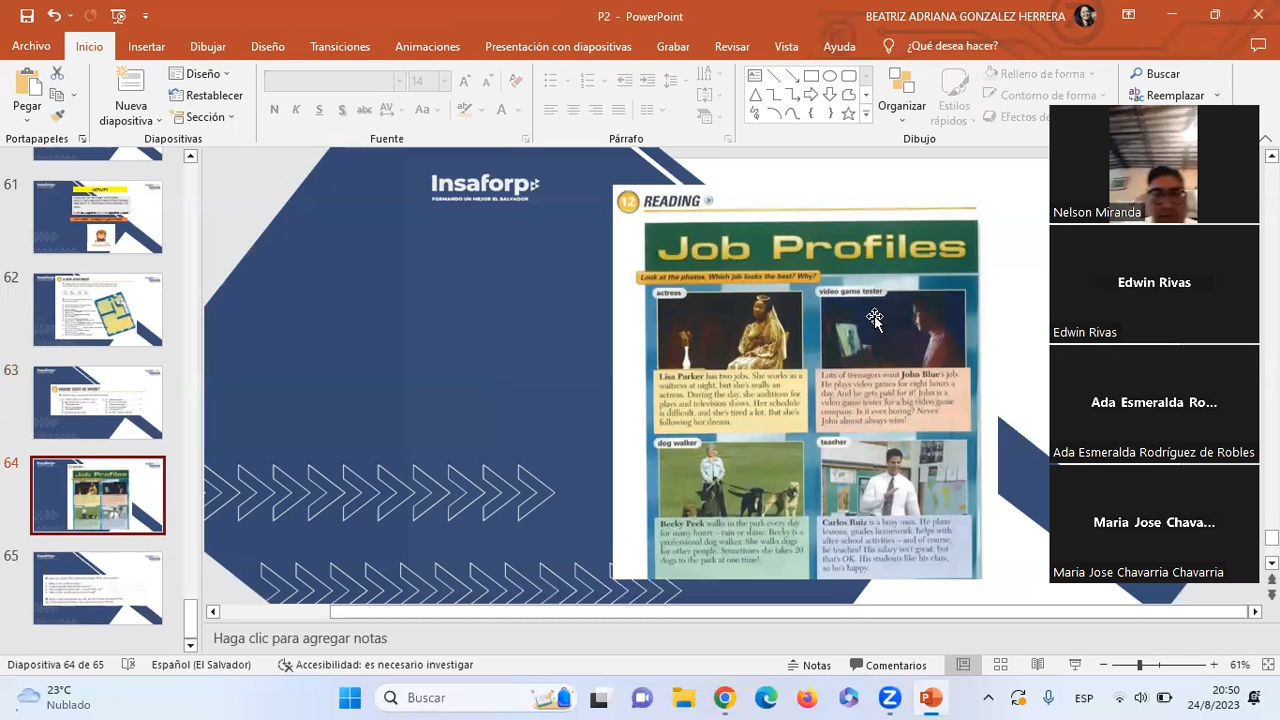 P2 - PowerPoint
BEATRIZ ADRIANA GONZALEZ HERRERA
Archivo Inicio Insertar Dibujar Diseño Transiciones Animaciones Presentación con diapositivas Grabar Revisar Vista Ayuda ¿Qué desea hacer?
Pegar
Portapapeles
Nueva
diapositiva
Diseño
Restablecer
Sección
Diapositivas
14
N K S S abc AV Aa A
Fuente
Párrafo
Organizar
Estilos
rápidos
Relleno de forma
Contorno de forma
Efectos de
Dibujo
Buscar
Reemplazar
61
62
63
64
65
Job Profiles
Insaforp
FORMANDO UN MEJOR EL SALVADOR
12 READING
Job Profiles
Look at the photos. Which job looks the best? Why?
actress
Lisa Parker has two jobs. She works as a
waitress at night, but she's really an
actress. During the day, she auditions for
plays and television shows. Her schedule
is difficult, and she's tired a lot. But she's
following her dream.
video game tester
Lots of teenagers want John Blue's job.
He plays video games for eight hours a
day. And he gets paid for it! John is a
video game tester for a big video game
company. Is it ever boring? Never
John almost always wins!
dog walker
Becky Peek walks in the park every day
for many hours – rain or shine. Becky is a
professional dog walker. She walks dogs
for other people. Sometimes she takes 20
dogs to the park at one time!
teacher
Carlos Ruiz is a busy man. He plans
lessons, grades homework, helps with
after-school activities – and of course,
he teaches! His salary isn't great, but
that's OK. His students like his class,
so he's happy.
Nelson Miranda
Edwin Rivas
Edwin Rivas
Ada Esmeralda Ro...
Ada Esmeralda Rodríguez de Robles
Maria Jose Chava...
Maria Jose Chavarria Chavarria
Haga clic para agregar notas
Diapositiva 64 de 65 Español (El Salvador) Accesibilidad: es necesario investigar Notas Comentarios 61%
23°C
Nublado
Buscar
ESP
20:50
24/8/2023